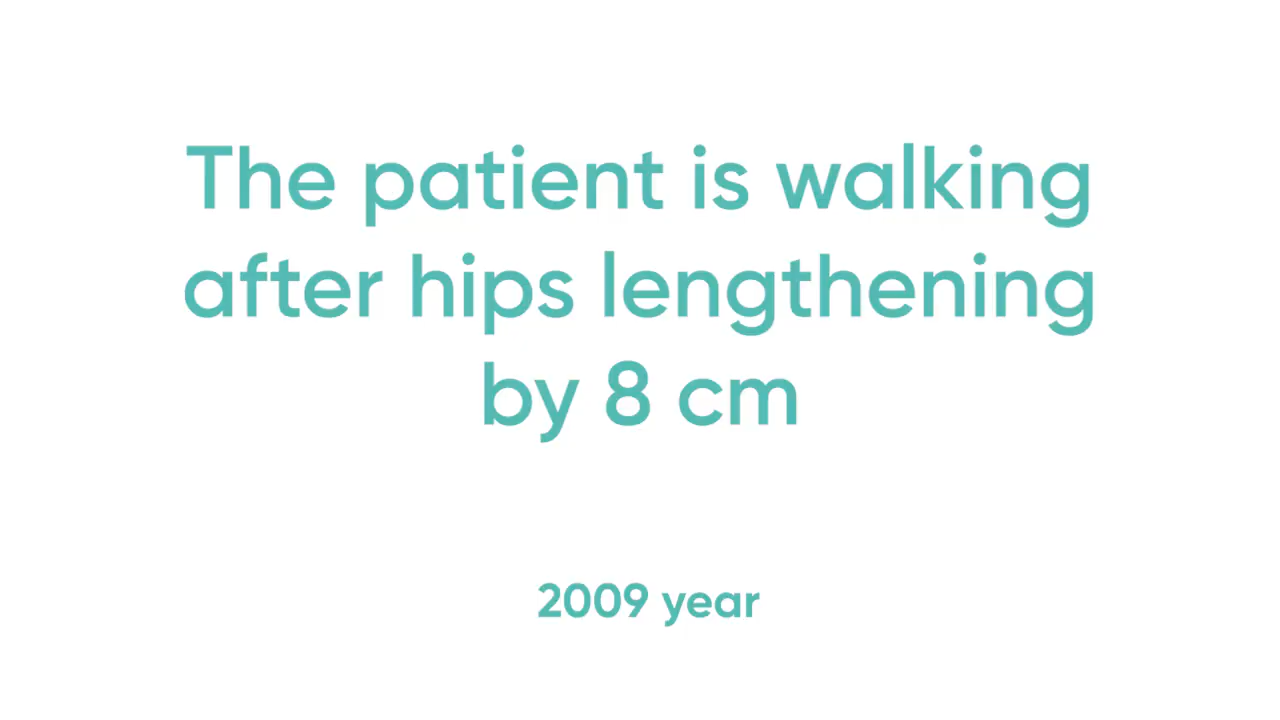 The patient is walking
after hips lengthening
by 8 cm
2009 year